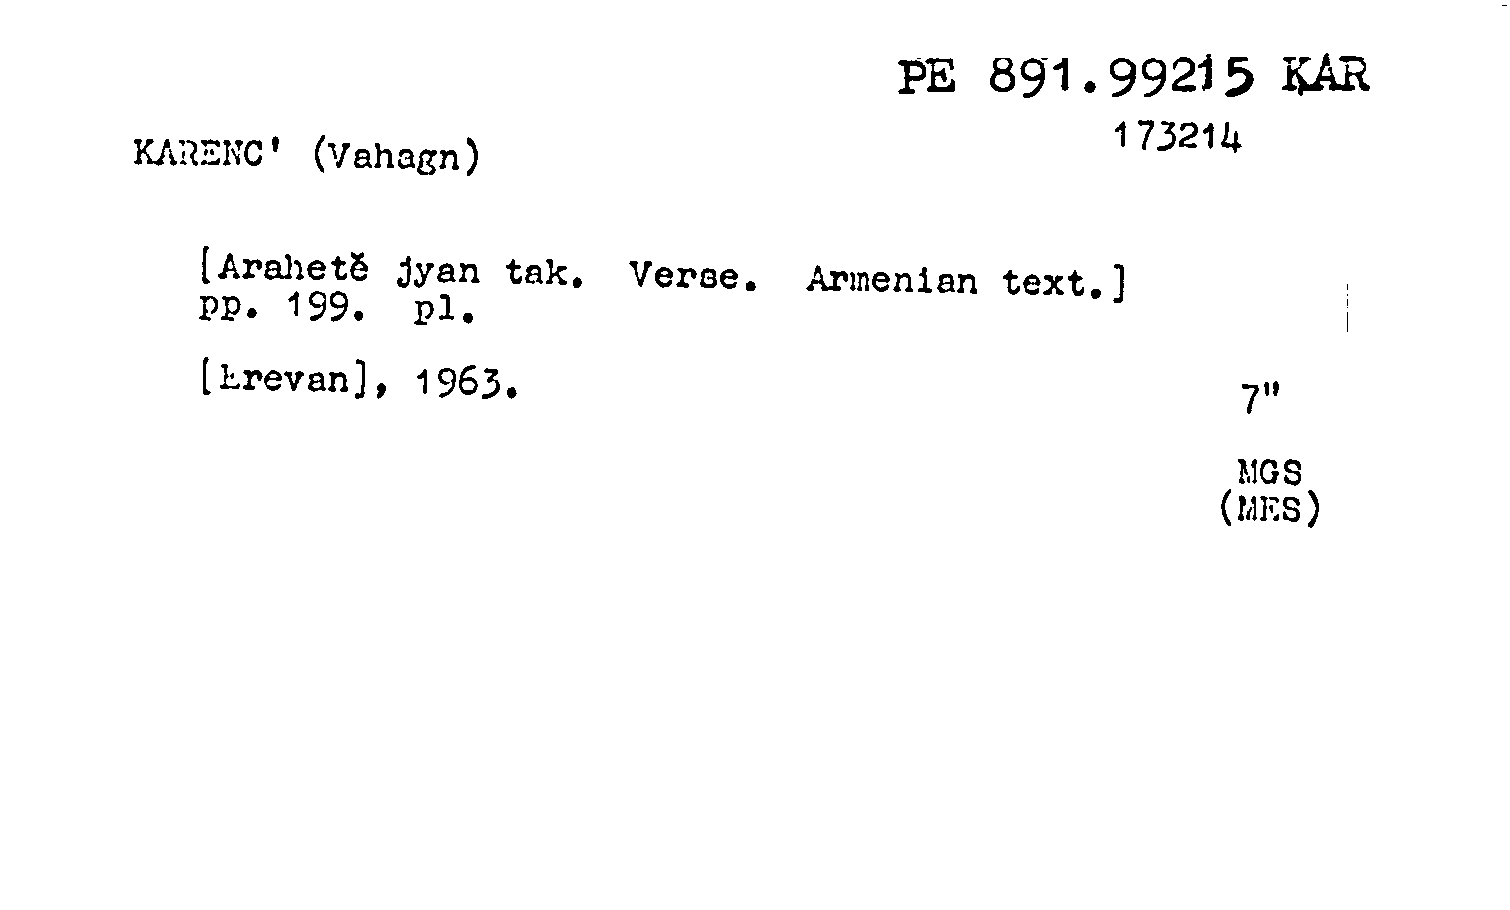 PE 891.99215 KAR
173214
KARENC' (Vahagn)
[Arahetě jyan tak. Verse. Armenian text.]
pp. 199. pl.
[Erevan], 1963.
7"
MGS
(MES)